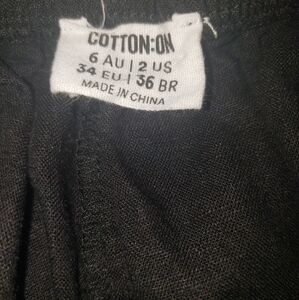 COTTON:ON
6 AU | 2 US
34 EU | 36 BR
MADE IN CHINA